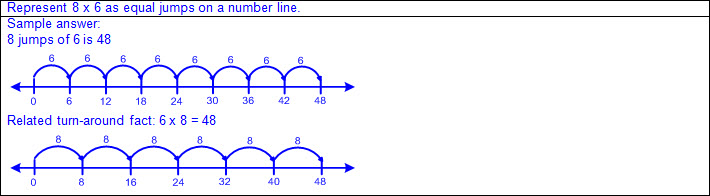 Represent 8 x 6 as equal jumps on a number line.
Sample answer:
8 jumps of 6 is 48
6 6 6 6 6 6 6 6
0 6 12 18 24 30 36 42 48
Related turn-around fact: 6 x 8 = 48
8 8 8 8 8 8
0 8 16 24 32 40 48